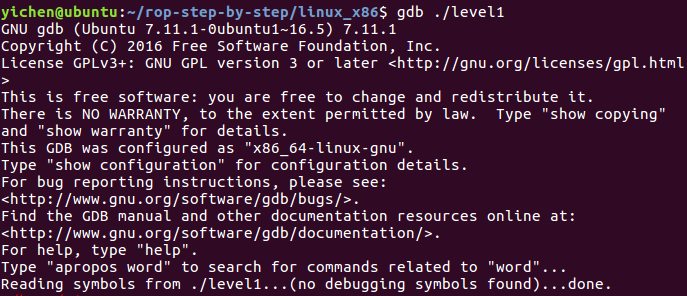 yichen@ubuntu:~/rop-step-by-step/linux_x86$ gdb ./level1
GNU gdb (Ubuntu 7.11.1-0ubuntu1~16.5) 7.11.1
Copyright (C) 2016 Free Software Foundation, Inc.
License GPLv3+: GNU GPL version 3 or later <http://gnu.org/licenses/gpl.html
>
This is free software: you are free to change and redistribute it.
There is NO WARRANTY, to the extent permitted by law.  Type "show copying"
and "show warranty" for details.
This GDB was configured as "x86_64-linux-gnu".
Type "show configuration" for configuration details.
For bug reporting instructions, please see:
<http://www.gnu.org/software/gdb/bugs/>.
Find the GDB manual and other documentation resources online at:
<http://www.gnu.org/software/gdb/documentation/>.
For help, type "help".
Type "apropos word" to search for commands related to "word"...
Reading symbols from ./level1...(no debugging symbols found)...done.